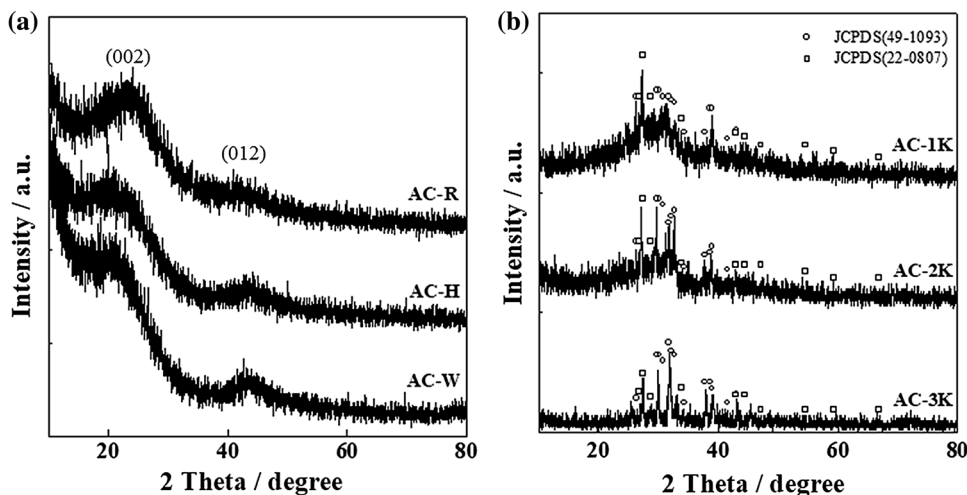 (a)
(002)
(012)
AC-R
AC-H
AC-W
Intensity / a.u.
20 40 60 80
2 Theta / degree
(b)
JCPDS(49-1093)
JCPDS(22-0807)
AC-1K
AC-2K
AC-3K
Intensity / a.u.
20 40 60 80
2 Theta / degree